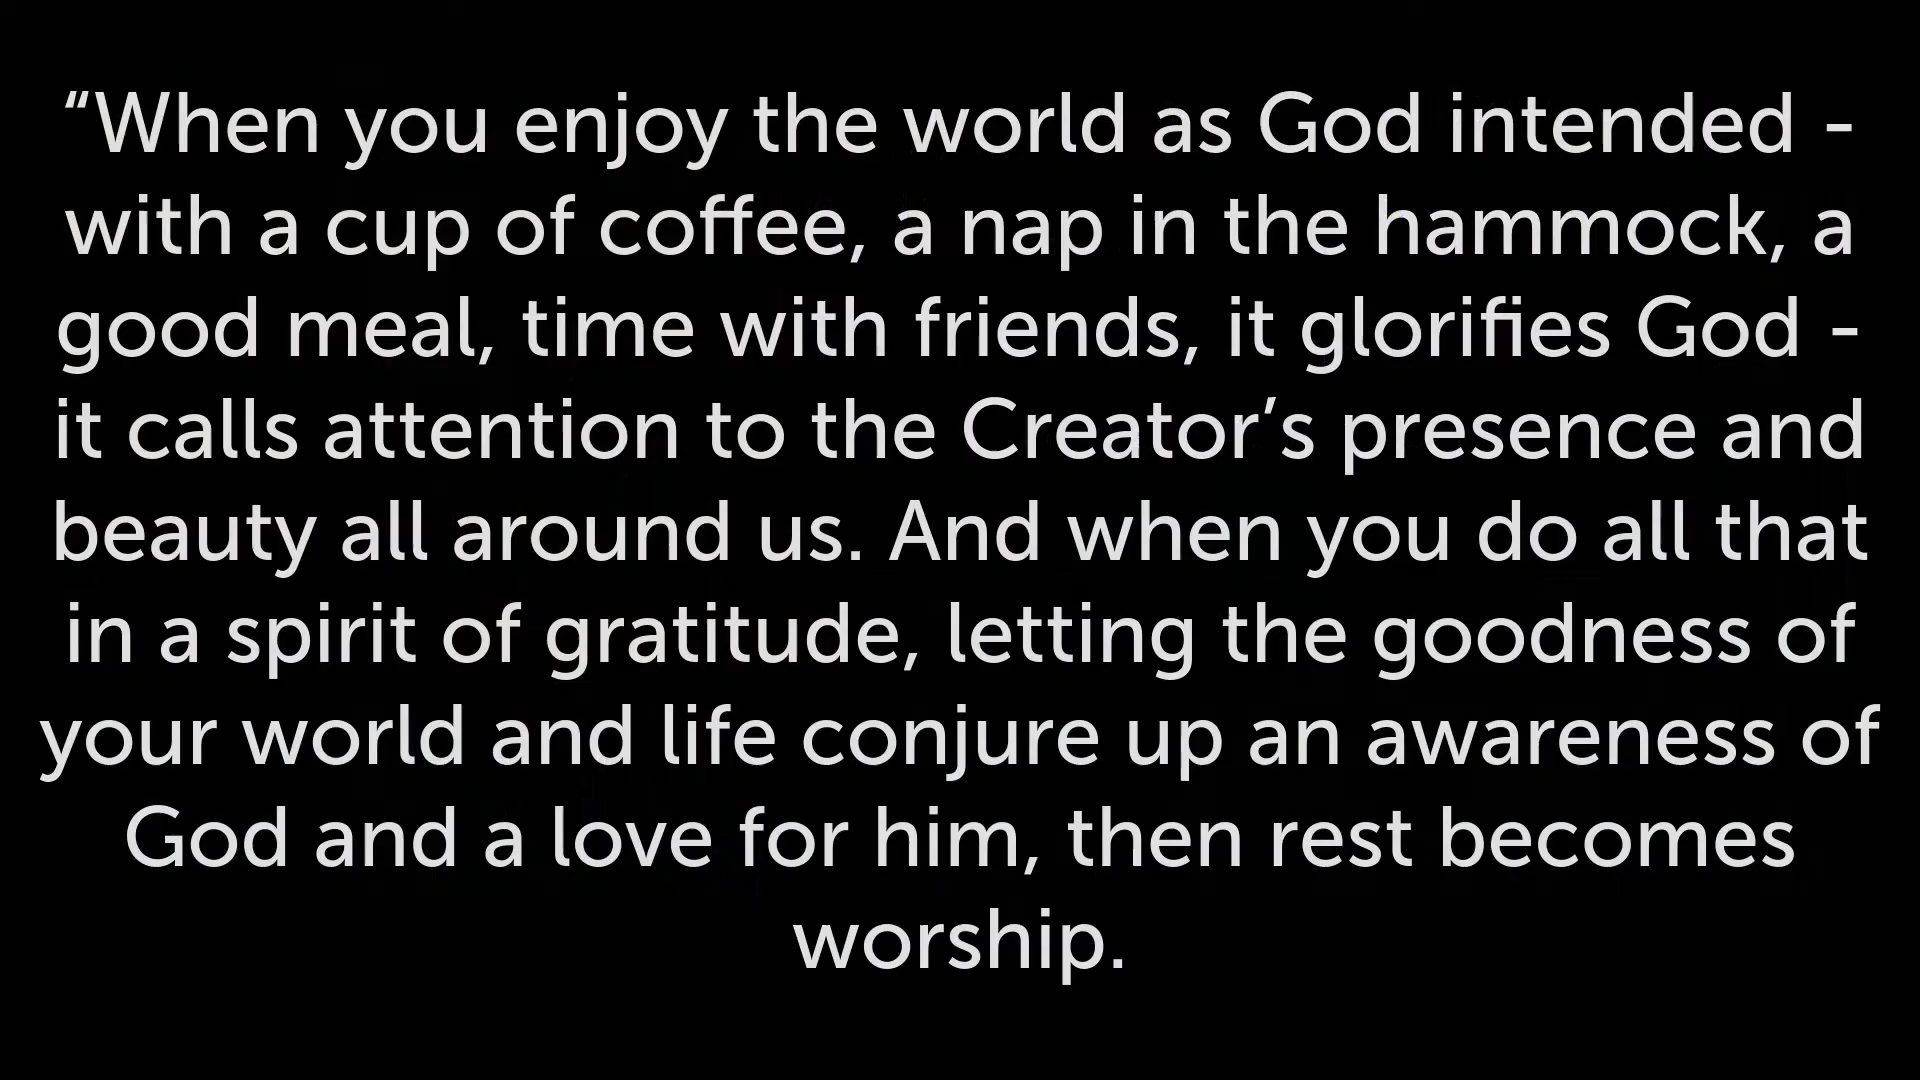 “When you enjoy the world as God intended -
with a cup of coffee, a nap in the hammock, a
good meal, time with friends, it glorifies God -
it calls attention to the Creator’s presence and
beauty all around us. And when you do all that
in a spirit of gratitude, letting the goodness of
your world and life conjure up an awareness of
God and a love for him, then rest becomes
worship.